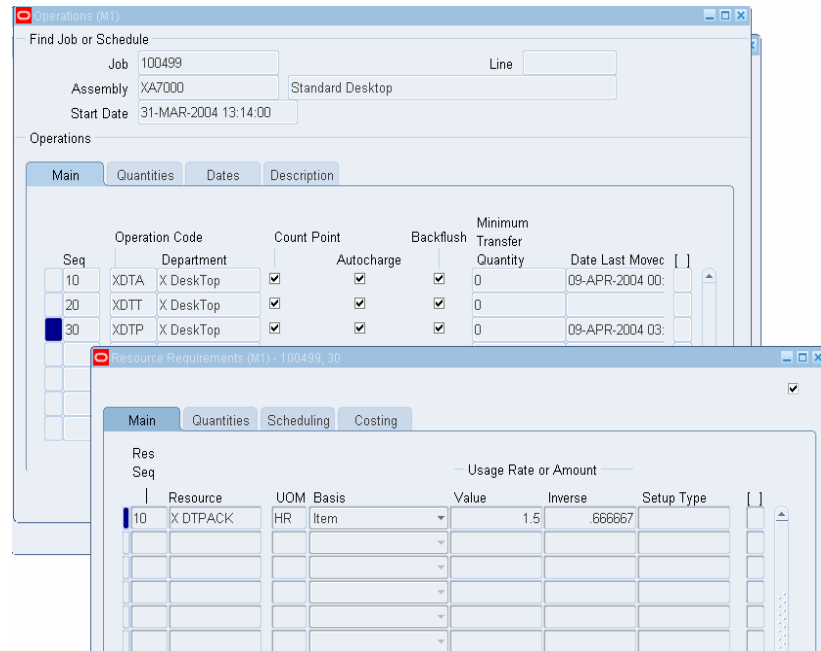 Operations (M1)
Find Job or Schedule
Job 100499 Line
Assembly XA7000 Standard Desktop
Start Date 31-MAR-2004 13:14:00
Operations
Main Quantities Dates Description
Minimum
Operation Code Count Point Backflush Transfer
Seq Department Autocharge Quantity Date Last Movec [ ]
10 XDTA X DeskTop 0 09-APR-2004 00:
20 XDTT X DeskTop 0
30 XDTP X DeskTop 0 09-APR-2004 03:
Resource Requirements (M1) - 100499, 30
Main Quantities Scheduling Costing
Res
Seq Usage Rate or Amount
Resource UOM Basis Value Inverse Setup Type [ ]
10 X DTPACK HR Item 1.5 .666667